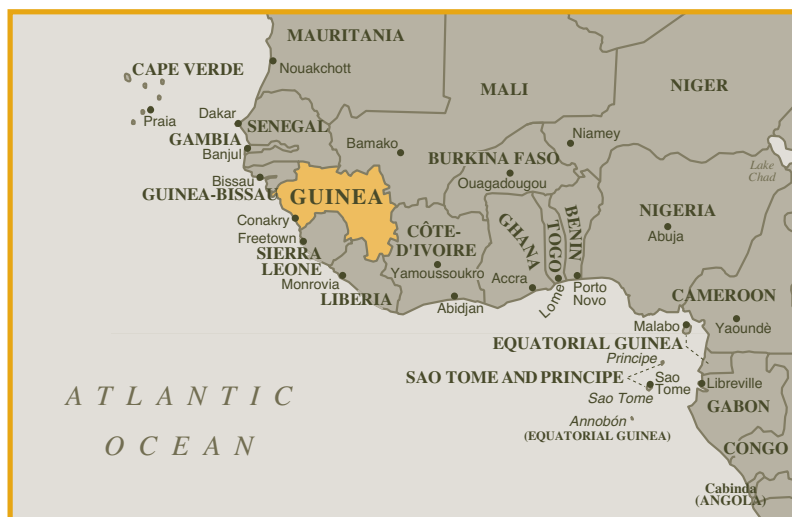 MAURITANIA
Nouakchott
CAPE VERDE
Praia
MALI
NIGER
Dakar
SENEGAL
GAMBIA
Banjul
Bamako
Niamey
BURKINA FASO
Ouagadougou
Lake
Chad
Bissau
GUINEA-BISSAU
GUINEA
Conakry
Freetown
SIERRA
LEONE
Monrovia
LIBERIA
CÔTE-
D'IVOIRE
Yamoussoukro
Abidjan
GHANA
Accra
TOGO
Lome
BENIN
Porto
Novo
NIGERIA
Abuja
CAMEROON
Yaoundè
Malabo
EQUATORIAL GUINEA
Principe
SAO TOME AND PRINCIPE
Sao
Tome
Sao Tome
Libreville
GABON
Annobón
(EQUATORIAL GUINEA)
CONGO
Cabinda
(ANGOLA)
ATLANTIC
OCEAN